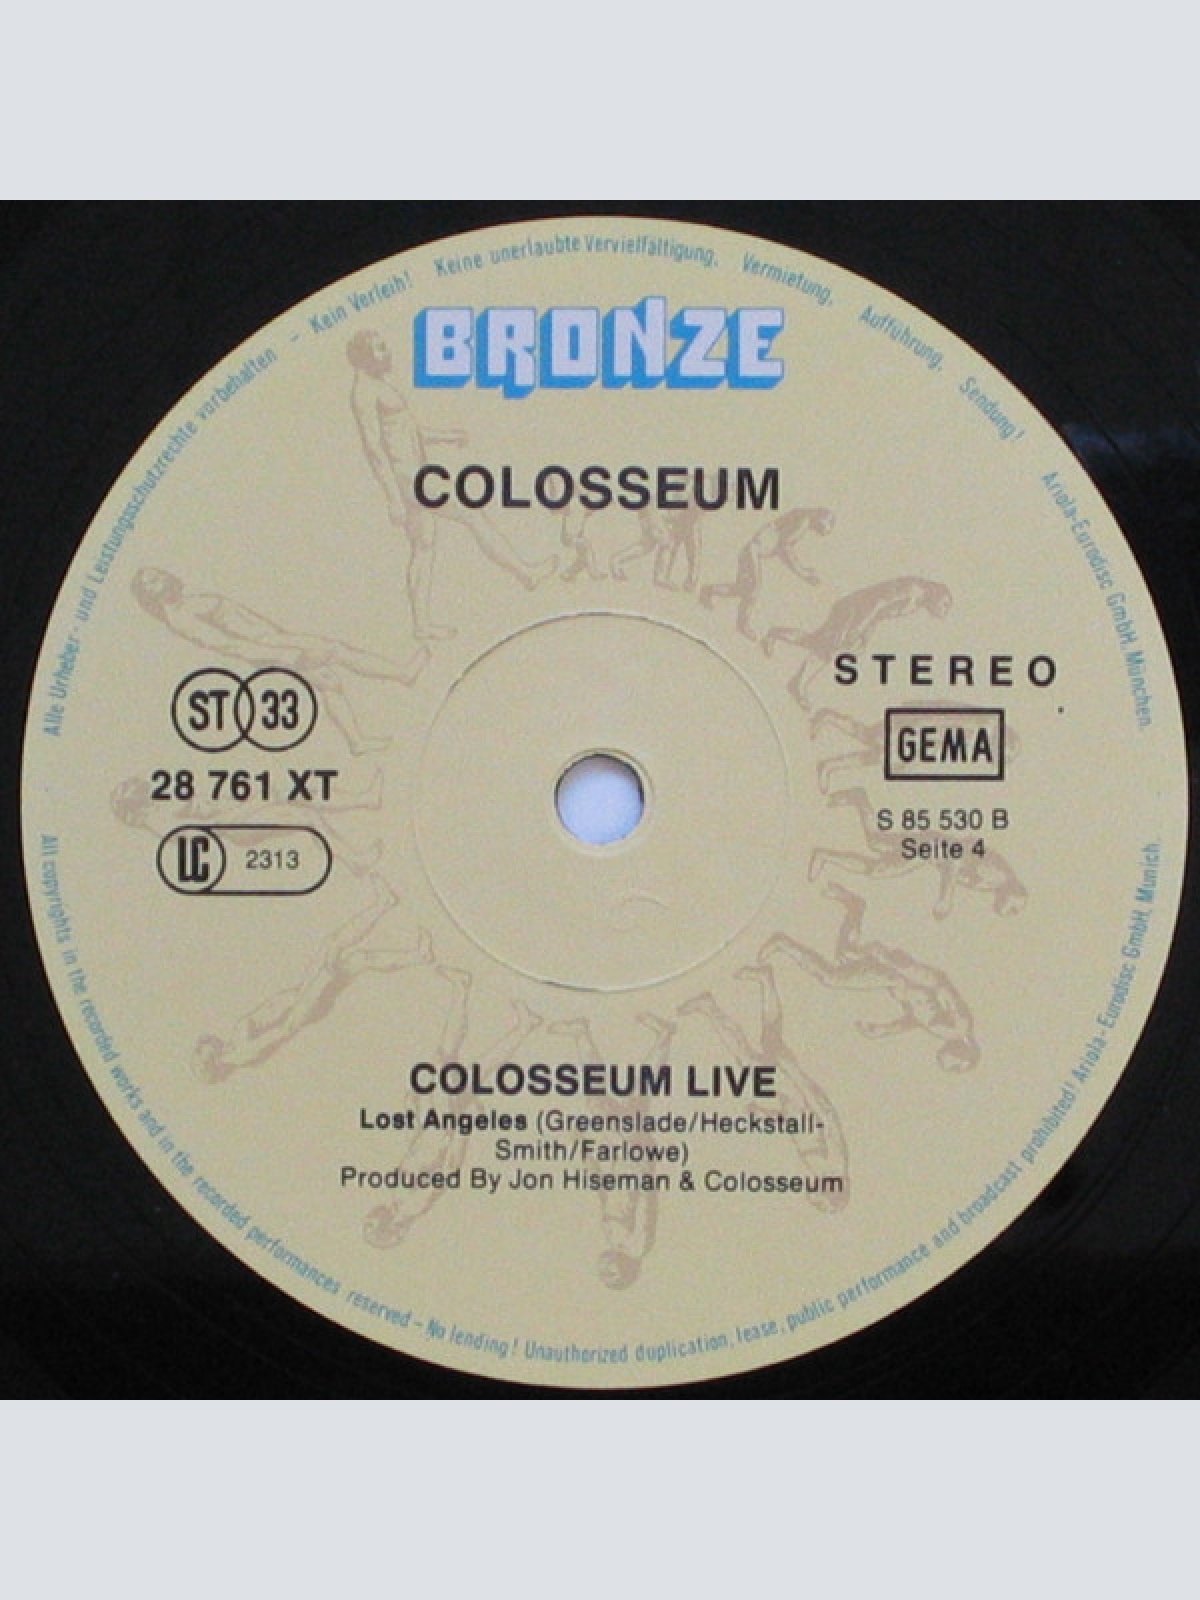 Alle Urheber- und Leistungsschutzrechte vorbehalten – Kein Verleih! Keine unerlaubte Vervielfältigung, Vermietung, Aufführung, Sendung! Ariola-Eurodisc GmbH, München.
BRONZE
COLOSSEUM
STEREO
ST 33
GEMA
28 761 XT
S 85 530 B
LC 2313
Seite 4
COLOSSEUM LIVE
Lost Angeles (Greenslade/Heckstall-
Smith/Farlowe)
Produced By Jon Hiseman & Colosseum
All copyrights in the recorded works and in the recorded performances reserved – No lending! Unauthorized duplication, lease, public performance and broadcast prohibited! Ariola-Eurodisc GmbH, Munich.